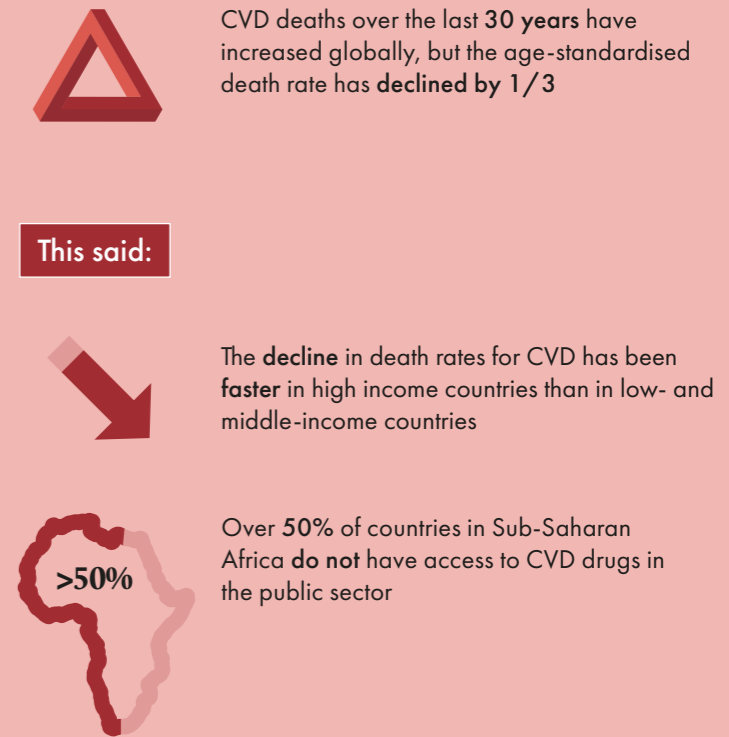 CVD deaths over the last 30 years have
increased globally, but the age-standardised
death rate has declined by 1/3
This said:
The decline in death rates for CVD has been
faster in high income countries than in low- and
middle-income countries
>50%
Over 50% of countries in Sub-Saharan
Africa do not have access to CVD drugs in
the public sector